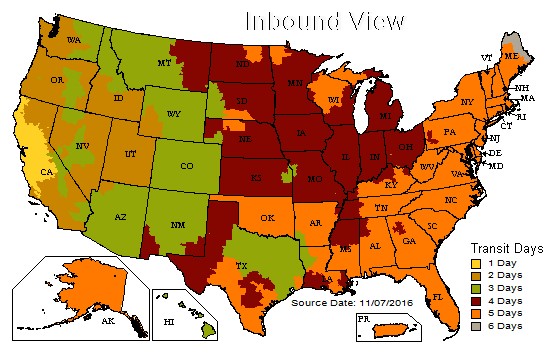 Inbound View
WA
OR
CA
NV
ID
MT
WY
UT
CO
AZ
NM
ND
SD
NE
KS
OK
TX
MN
IA
MO
AR
WI
IL
IN
MI
OH
KY
TN
MS
AL
GA
FL
SC
NC
VA
WV
PA
NY
VT
ME
NH
MA
RI
CT
NJ
DE
MD
AK
HI
PR
Source Date: 11/07/2016
Transit Days
1 Day
2 Days
3 Days
4 Days
5 Days
6 Days